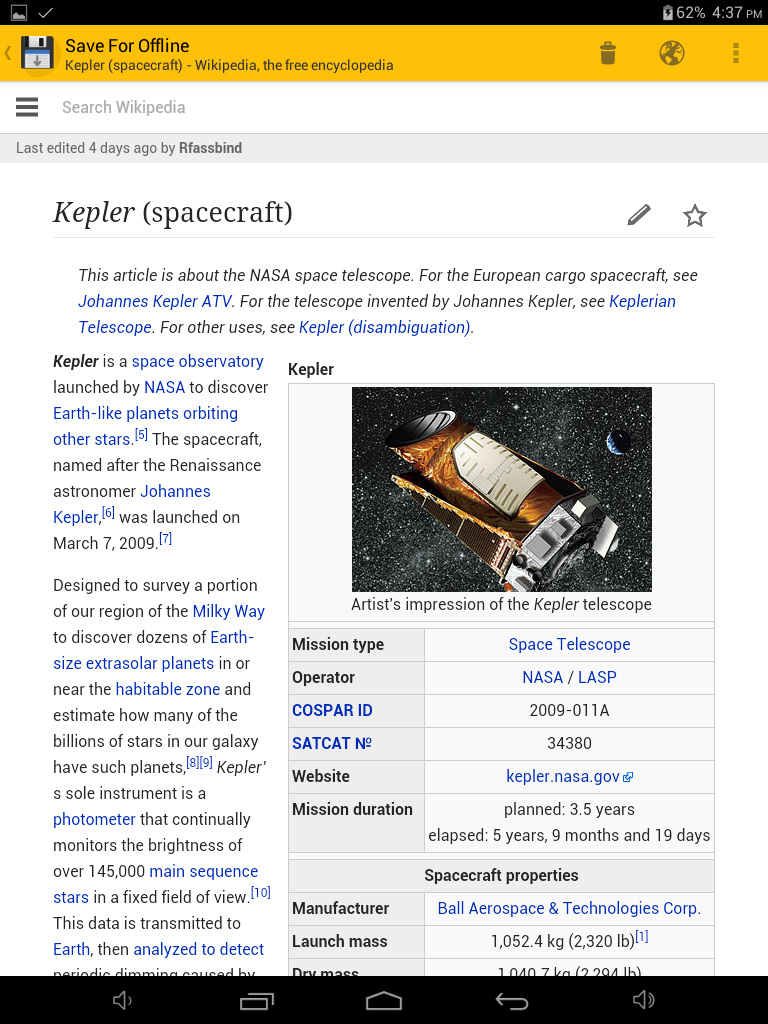 62% 4:37 PM
Save For Offline
Kepler (spacecraft) - Wikipedia, the free encyclopedia
Search Wikipedia
Last edited 4 days ago by Rfassbind
Kepler (spacecraft)
This article is about the NASA space telescope. For the European cargo spacecraft, see
Johannes Kepler ATV. For the telescope invented by Johannes Kepler, see Keplerian
Telescope. For other uses, see Kepler (disambiguation).
Kepler is a space observatory
launched by NASA to discover
Earth-like planets orbiting
other stars.[5] The spacecraft,
named after the Renaissance
astronomer Johannes
Kepler,[6] was launched on
March 7, 2009.[7]
Designed to survey a portion
of our region of the Milky Way
to discover dozens of Earth-
size extrasolar planets in or
near the habitable zone and
estimate how many of the
billions of stars in our galaxy
have such planets,[8][9] Kepler'
s sole instrument is a
photometer that continually
monitors the brightness of
over 145,000 main sequence
stars in a fixed field of view.[10]
This data is transmitted to
Earth, then analyzed to detect
periodic dimming caused by
Kepler
Artist's impression of the Kepler telescope
Mission type Space Telescope
Operator NASA / LASP
COSPAR ID 2009-011A
SATCAT № 34380
Website kepler.nasa.gov
Mission duration planned: 3.5 years
elapsed: 5 years, 9 months and 19 days
Spacecraft properties
Manufacturer Ball Aerospace & Technologies Corp.
Launch mass 1,052.4 kg (2,320 lb)[1]
Dry mass 1,040.7 kg (2,294 lb)